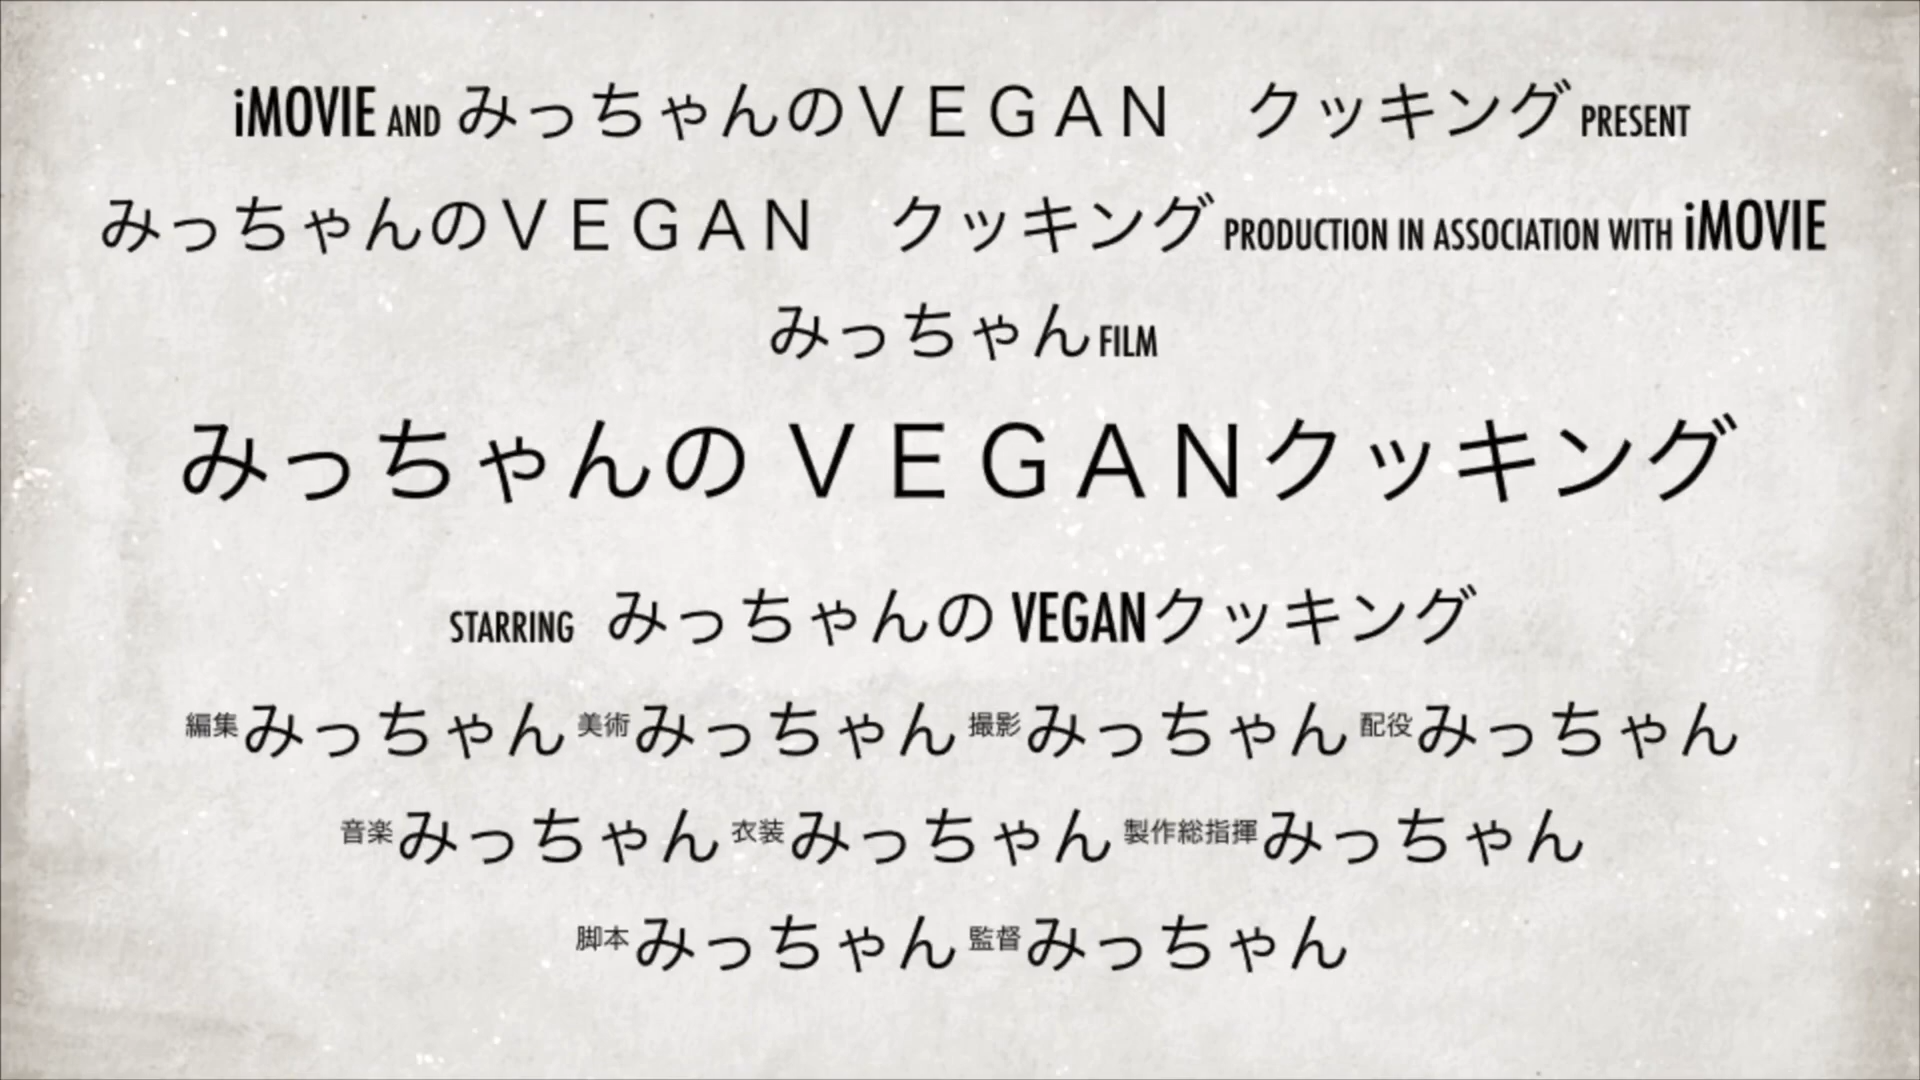 iMOVIE AND みっちゃんのＶＥＧＡＮ　クッキング PRESENT
みっちゃんのＶＥＧＡＮ　クッキング PRODUCTION IN ASSOCIATION WITH iMOVIE
みっちゃん FILM
みっちゃんの ＶＥＧＡＮクッキング
STARRING みっちゃんの VEGANクッキング
編集 みっちゃん 美術 みっちゃん 撮影 みっちゃん 配役 みっちゃん
音楽 みっちゃん 衣装 みっちゃん 製作総指揮 みっちゃん
脚本 みっちゃん 監督 みっちゃん